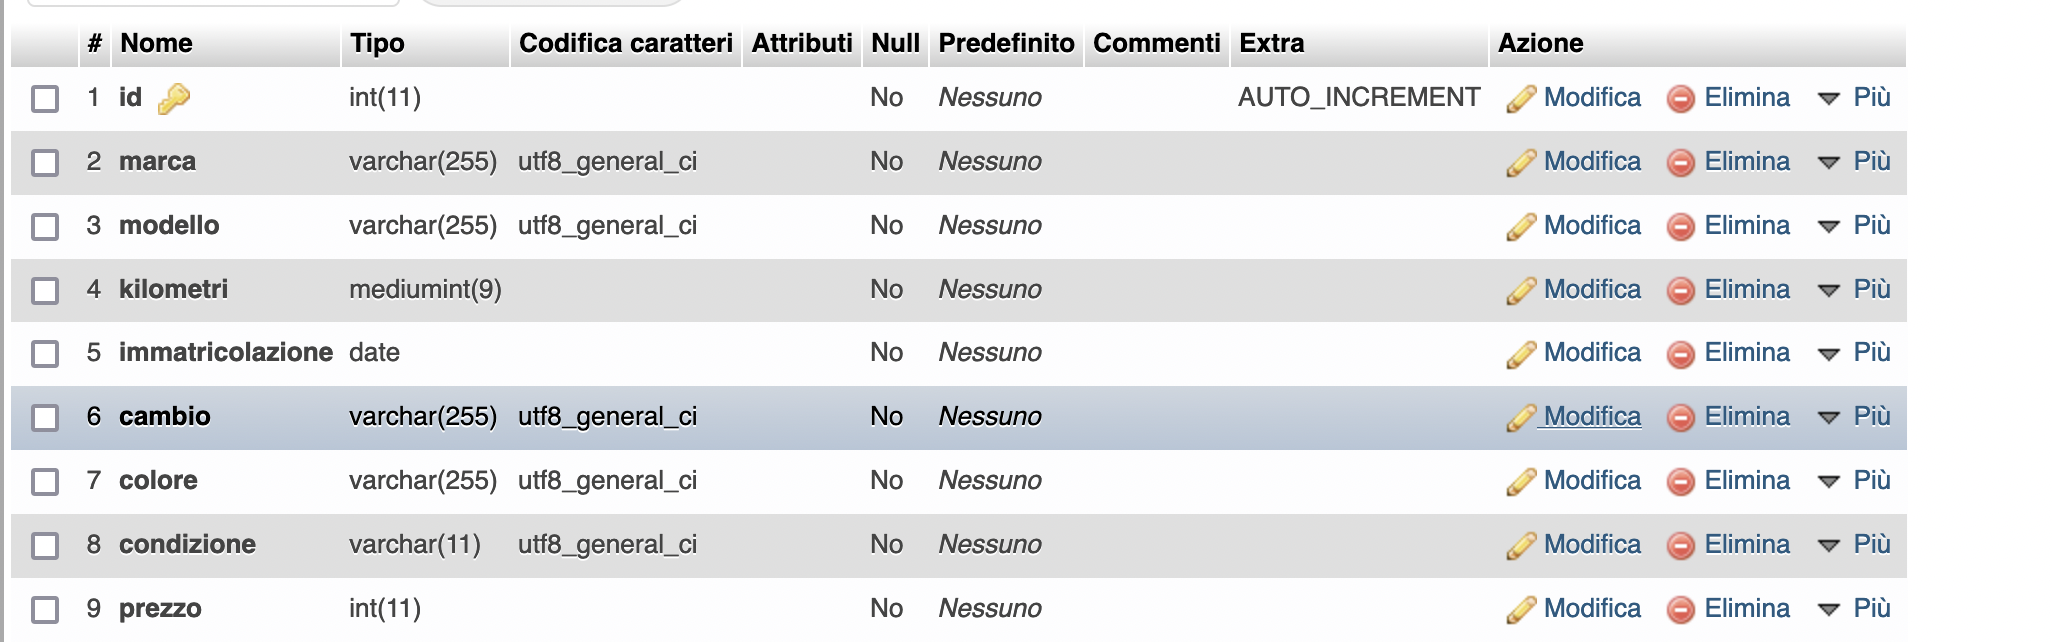 # Nome Tipo Codifica caratteri Attributi Null Predefinito Commenti Extra Azione
1 id int(11) No Nessuno AUTO_INCREMENT Modifica Elimina Più
2 marca varchar(255) utf8_general_ci No Nessuno Modifica Elimina Più
3 modello varchar(255) utf8_general_ci No Nessuno Modifica Elimina Più
4 kilometri mediumint(9) No Nessuno Modifica Elimina Più
5 immatricolazione date No Nessuno Modifica Elimina Più
6 cambio varchar(255) utf8_general_ci No Nessuno Modifica Elimina Più
7 colore varchar(255) utf8_general_ci No Nessuno Modifica Elimina Più
8 condizione varchar(11) utf8_general_ci No Nessuno Modifica Elimina Più
9 prezzo int(11) No Nessuno Modifica Elimina Più